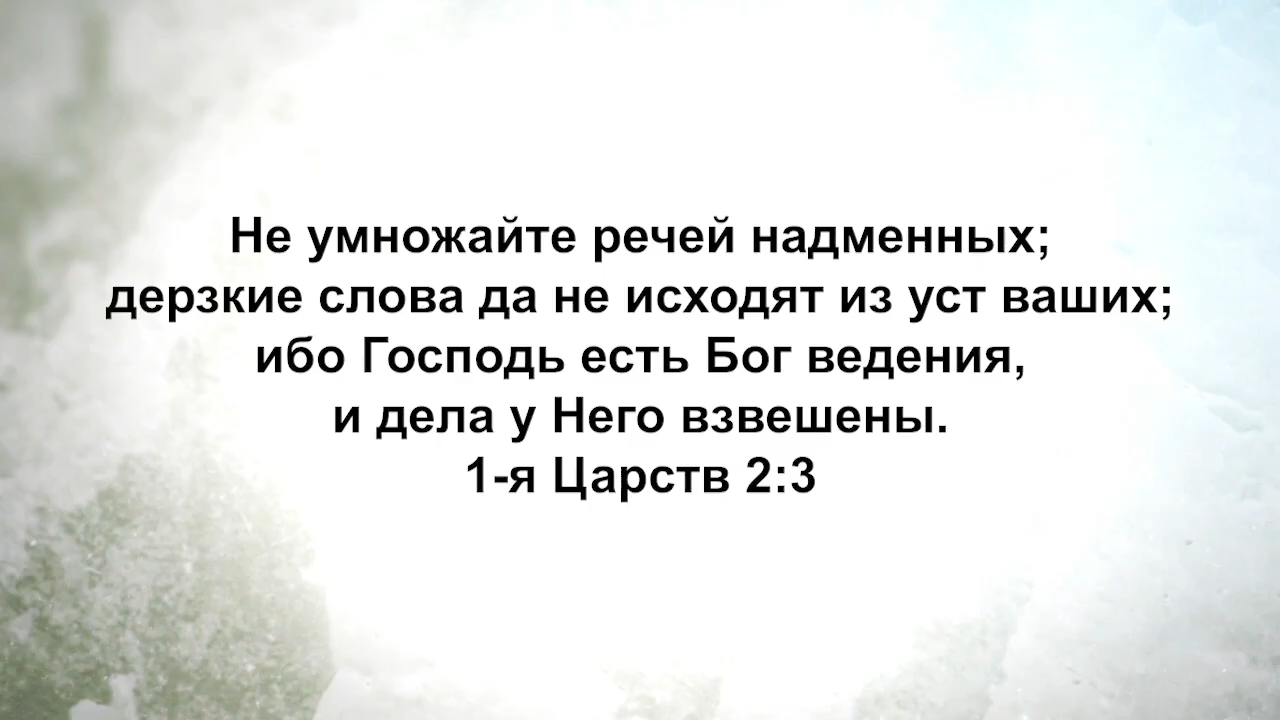 Не умножайте речей надменных;
дерзкие слова да не исходят из уст ваших;
ибо Господь есть Бог ведения,
и дела у Него взвешены.
1-я Царств 2:3